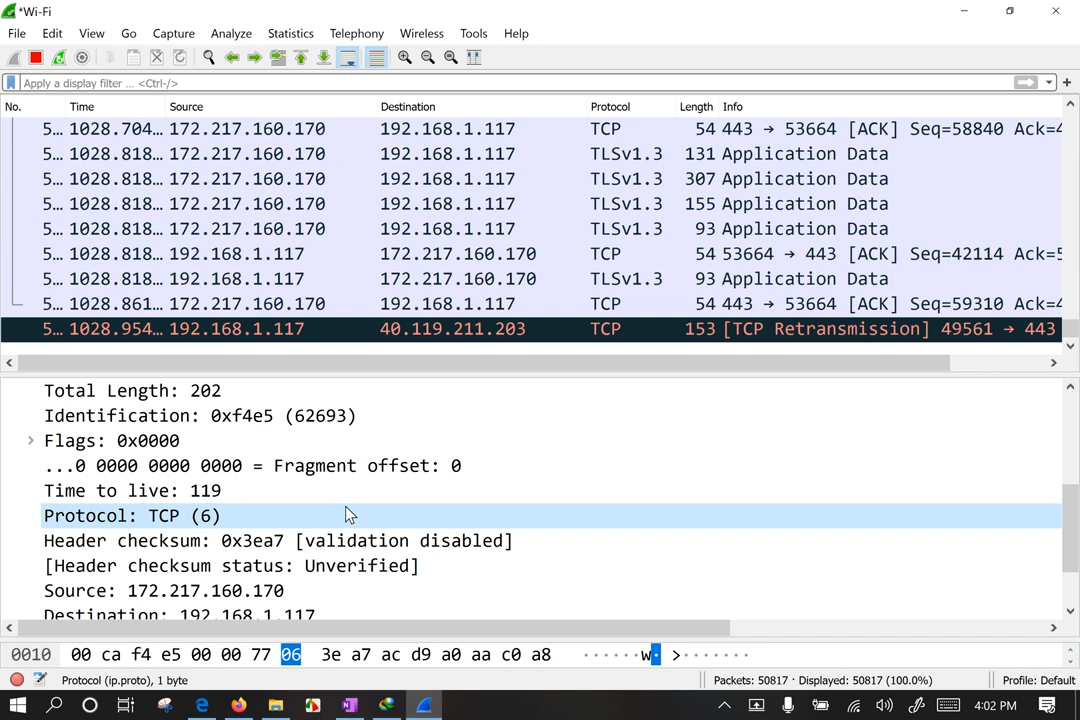 *Wi-Fi
File Edit View Go Capture Analyze Statistics Telephony Wireless Tools Help
Apply a display filter ... <Ctrl-/>
No. Time Source Destination Protocol Length Info
5... 1028.704... 172.217.160.170 192.168.1.117 TCP 54 443 → 53664 [ACK] Seq=58840 Ack=4
5... 1028.818... 172.217.160.170 192.168.1.117 TLSv1.3 131 Application Data
5... 1028.818... 172.217.160.170 192.168.1.117 TLSv1.3 307 Application Data
5... 1028.818... 172.217.160.170 192.168.1.117 TLSv1.3 155 Application Data
5... 1028.818... 172.217.160.170 192.168.1.117 TLSv1.3 93 Application Data
5... 1028.818... 192.168.1.117 172.217.160.170 TCP 54 53664 → 443 [ACK] Seq=42114 Ack=5
5... 1028.818... 192.168.1.117 172.217.160.170 TLSv1.3 93 Application Data
5... 1028.861... 172.217.160.170 192.168.1.117 TCP 54 443 → 53664 [ACK] Seq=59310 Ack=4
5... 1028.954... 192.168.1.117 40.119.211.203 TCP 153 [TCP Retransmission] 49561 → 443
Total Length: 202
Identification: 0xf4e5 (62693)
Flags: 0x0000
...0 0000 0000 0000 = Fragment offset: 0
Time to live: 119
Protocol: TCP (6)
Header checksum: 0x3ea7 [validation disabled]
[Header checksum status: Unverified]
Source: 172.217.160.170
Destination: 192.168.1.117
0010 00 ca f4 e5 00 00 77 06 3e a7 ac d9 a0 aa c0 a8 ······w· >·······
Protocol (ip.proto), 1 byte Packets: 50817 · Displayed: 50817 (100.0%) Profile: Default
4:02 PM